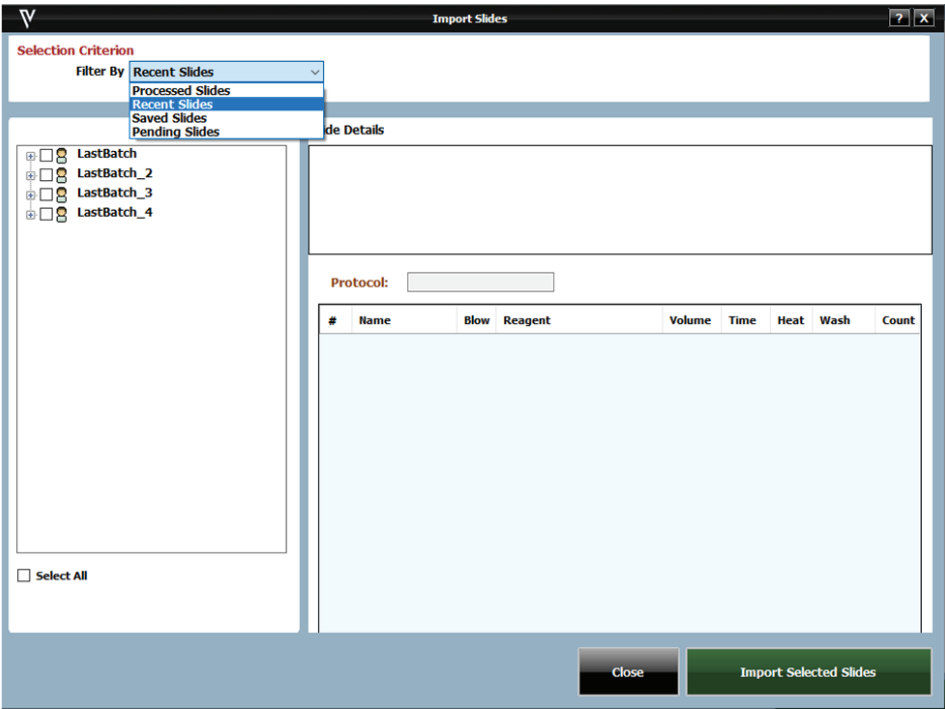 Import Slides
? X
Selection Criterion
Filter By Recent Slides
Processed Slides
Recent Slides
Saved Slides
Pending Slides
de Details
LastBatch
LastBatch_2
LastBatch_3
LastBatch_4
Protocol:
# Name Blow Reagent Volume Time Heat Wash Count
Select All
Close Import Selected Slides